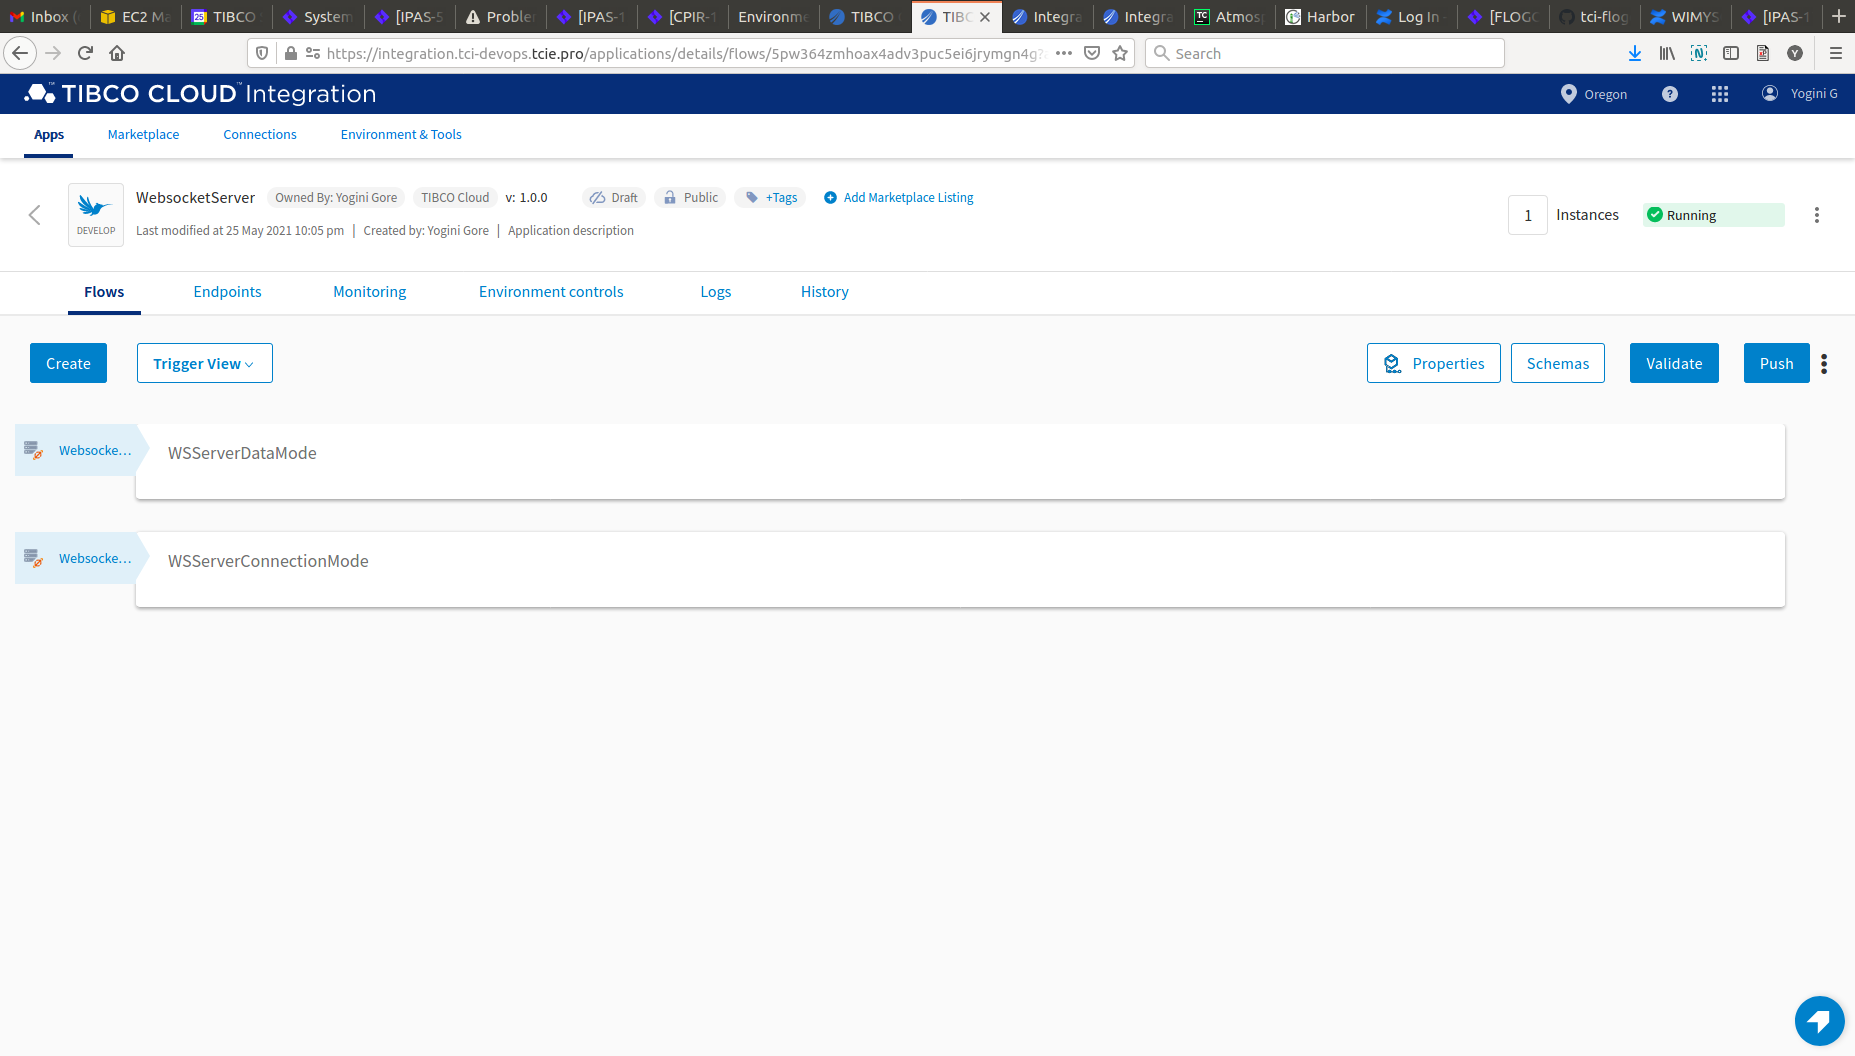 Inbox ( EC2 Ma TIBCO System [IPAS-5 Proble [IPAS-1 [CPIR-1 Environme TIBCO TIBC Integra Integra TC Atmos Harbor Log In - [FLOGO tci-flog WIMYS [IPAS-1
https://integration.tci-devops.tcie.pro/applications/details/flows/5pw364zmhoax4adv3puc5ei6jrymgn4g? Search
TIBCO CLOUD™ Integration Oregon Yogini G
Apps Marketplace Connections Environment & Tools
WebsocketServer Owned By: Yogini Gore TIBCO Cloud v: 1.0.0 Draft Public +Tags Add Marketplace Listing
DEVELOP Last modified at 25 May 2021 10:05 pm | Created by: Yogini Gore | Application description
1 Instances Running
Flows Endpoints Monitoring Environment controls Logs History
Create Trigger View Properties Schemas Validate Push
Websocke... WSServerDataMode
Websocke... WSServerConnectionMode